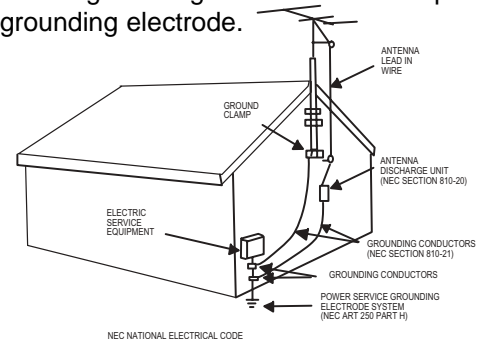 grounding electrode.
ANTENNA
LEAD IN
WIRE
GROUND
CLAMP
ANTENNA
DISCHARGE UNIT
(NEC SECTION 810-20)
ELECTRIC
SERVICE
EQUIPMENT
GROUNDING CONDUCTORS
(NEC SECTION 810-21)
GROUNDING CONDUCTORS
POWER SERVICE GROUNDING
ELECTRODE SYSTEM
(NEC ART 250 PART H)
NEC NATIONAL ELECTRICAL CODE